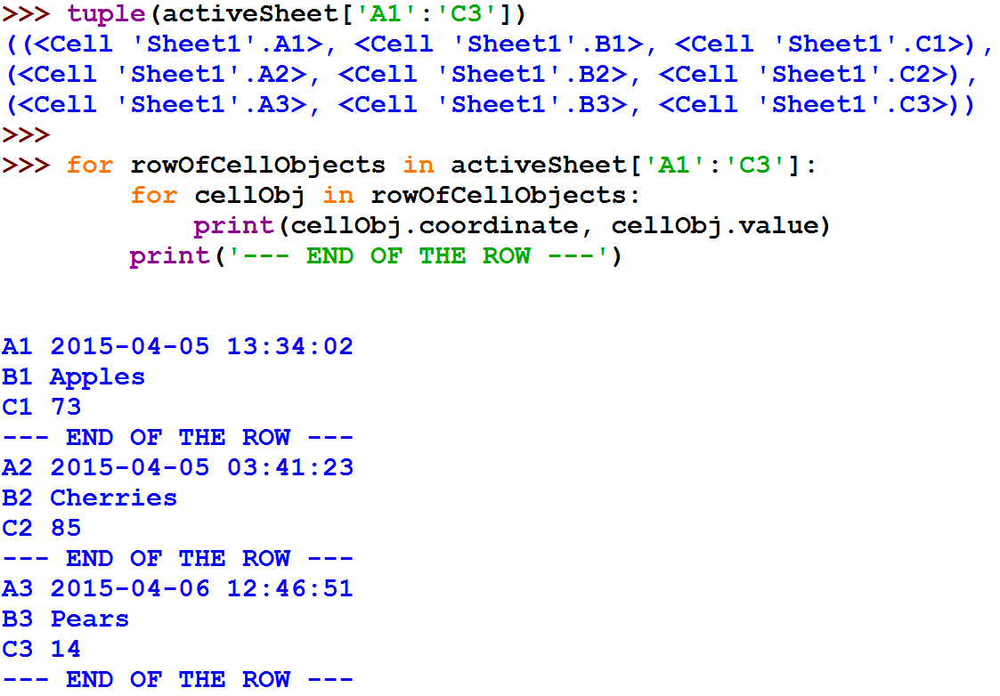 >>> tuple(activeSheet['A1':'C3'])
((<Cell 'Sheet1'.A1>, <Cell 'Sheet1'.B1>, <Cell 'Sheet1'.C1>),
(<Cell 'Sheet1'.A2>, <Cell 'Sheet1'.B2>, <Cell 'Sheet1'.C2>),
(<Cell 'Sheet1'.A3>, <Cell 'Sheet1'.B3>, <Cell 'Sheet1'.C3>))
>>>
>>> for rowOfCellObjects in activeSheet['A1':'C3']:
        for cellObj in rowOfCellObjects:
            print(cellObj.coordinate, cellObj.value)
        print('--- END OF THE ROW ---')
A1 2015-04-05 13:34:02
B1 Apples
C1 73
--- END OF THE ROW ---
A2 2015-04-05 03:41:23
B2 Cherries
C2 85
--- END OF THE ROW ---
A3 2015-04-06 12:46:51
B3 Pears
C3 14
--- END OF THE ROW ---